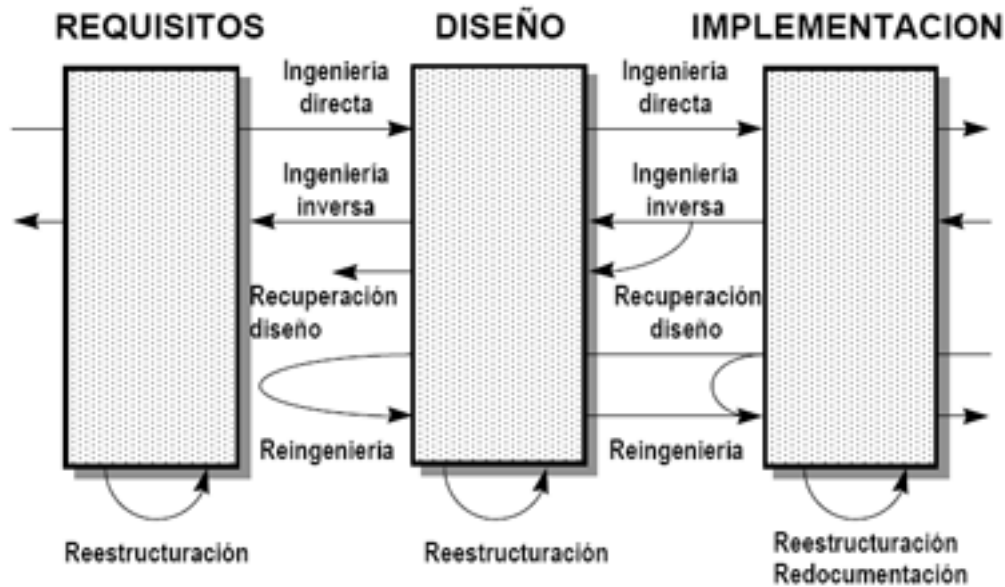 REQUISITOS
DISEÑO
IMPLEMENTACION
Ingeniería
directa
Ingeniería
directa
Ingeniería
inversa
Ingeniería
inversa
Recuperación
diseño
Recuperación
diseño
Reingeniería
Reingeniería
Reestructuración
Reestructuración
Reestructuración
Redocumentación